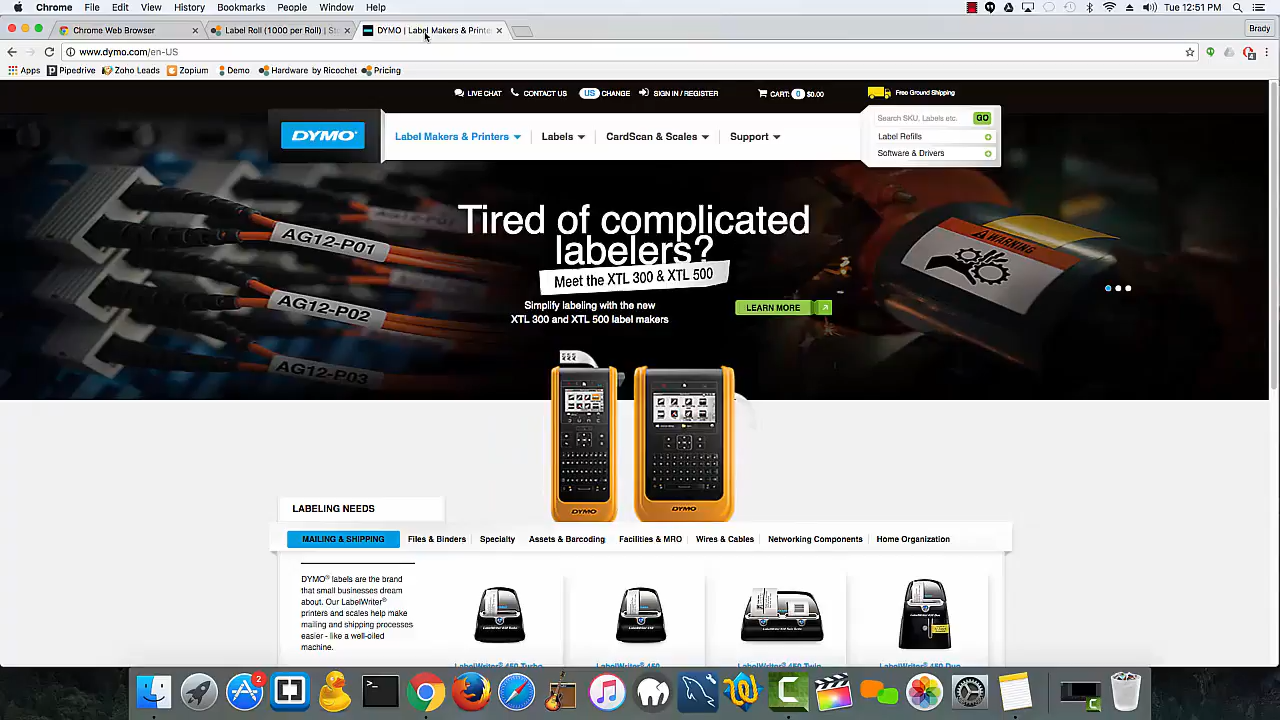 Chrome File Edit View History Bookmarks People Window Help Tue 12:51 PM
Chrome Web Browser
Label Roll (1000 per Roll) | St
DYMO | Label Makers & Printe
Brady
www.dymo.com/en-US
Apps Pipedrive Zoho Leads Zopium Demo Hardware by Ricochet Pricing
LIVE CHAT CONTACT US US CHANGE SIGN IN / REGISTER CART: 0 $0.00 Free Ground Shipping
DYMO
Label Makers & Printers Labels CardScan & Scales Support
Search SKU, Labels etc. GO
Label Refills
Software & Drivers
AG12-P01
AG12-P02
AG12-P03
Tired of complicated
labelers?
Meet the XTL 300 & XTL 500
Simplify labeling with the new
XTL 300 and XTL 500 label makers
LEARN MORE
WARNING
DYMO
DYMO
LABELING NEEDS
MAILING & SHIPPING Files & Binders Specialty Assets & Barcoding Facilities & MRO Wires & Cables Networking Components Home Organization
DYMO® labels are the brand
that small businesses dream
about. Our LabelWriter®
printers and scales help make
mailing and shipping processes
easier - like a well-oiled
machine.
LabelWriter® 450 Turbo
LabelWriter® 450
LabelWriter® 450 Twin
LabelWriter® 450 Duo
2